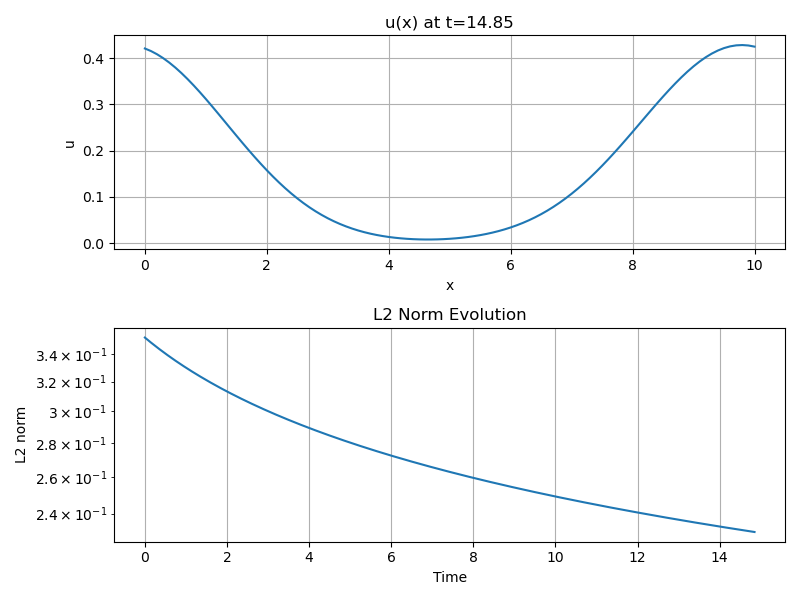 u(x) at t=14.85
0.4
0.3
0.2
0.1
0.0
u
0 2 4 6 8 10
x
L2 Norm Evolution
3.4 × 10⁻¹
3.2 × 10⁻¹
3 × 10⁻¹
2.8 × 10⁻¹
2.6 × 10⁻¹
2.4 × 10⁻¹
L2 norm
0 2 4 6 8 10 12 14
Time